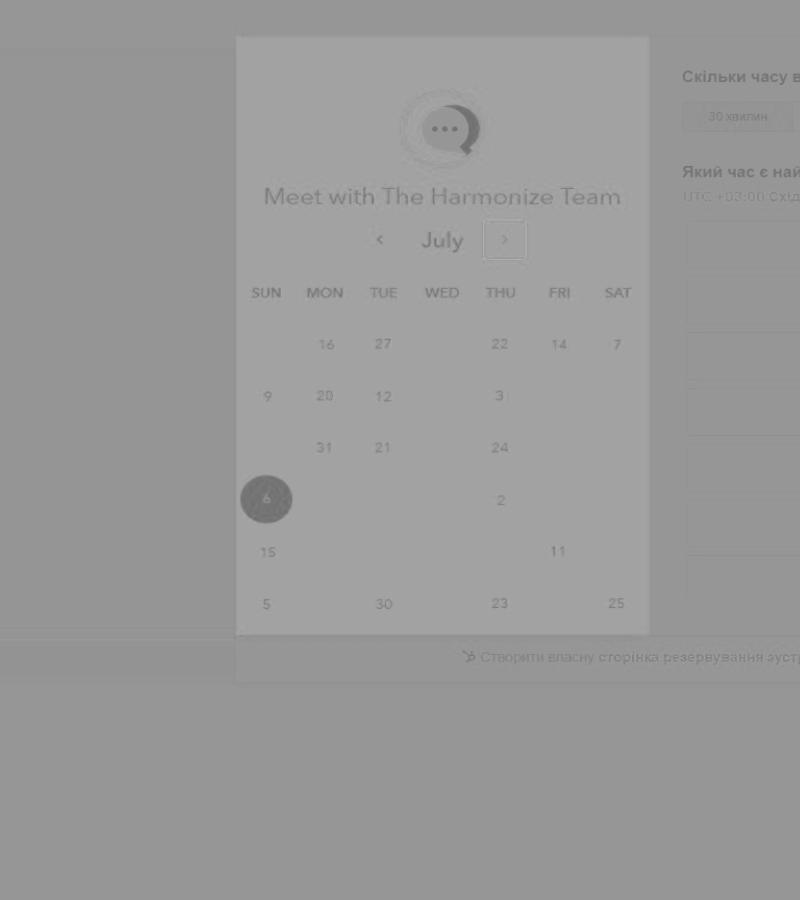 Скільки часу в
30 хвилин
Який час є най
UTC +03:00 Схід
Meet with The Harmonize Team
July
SUN MON TUE WED THU FRI SAT
16 27 22 14 7
9 20 12 3
31 21 24
6 2
15 11
5 30 23 25
Створити власну сторінка резервування зустр